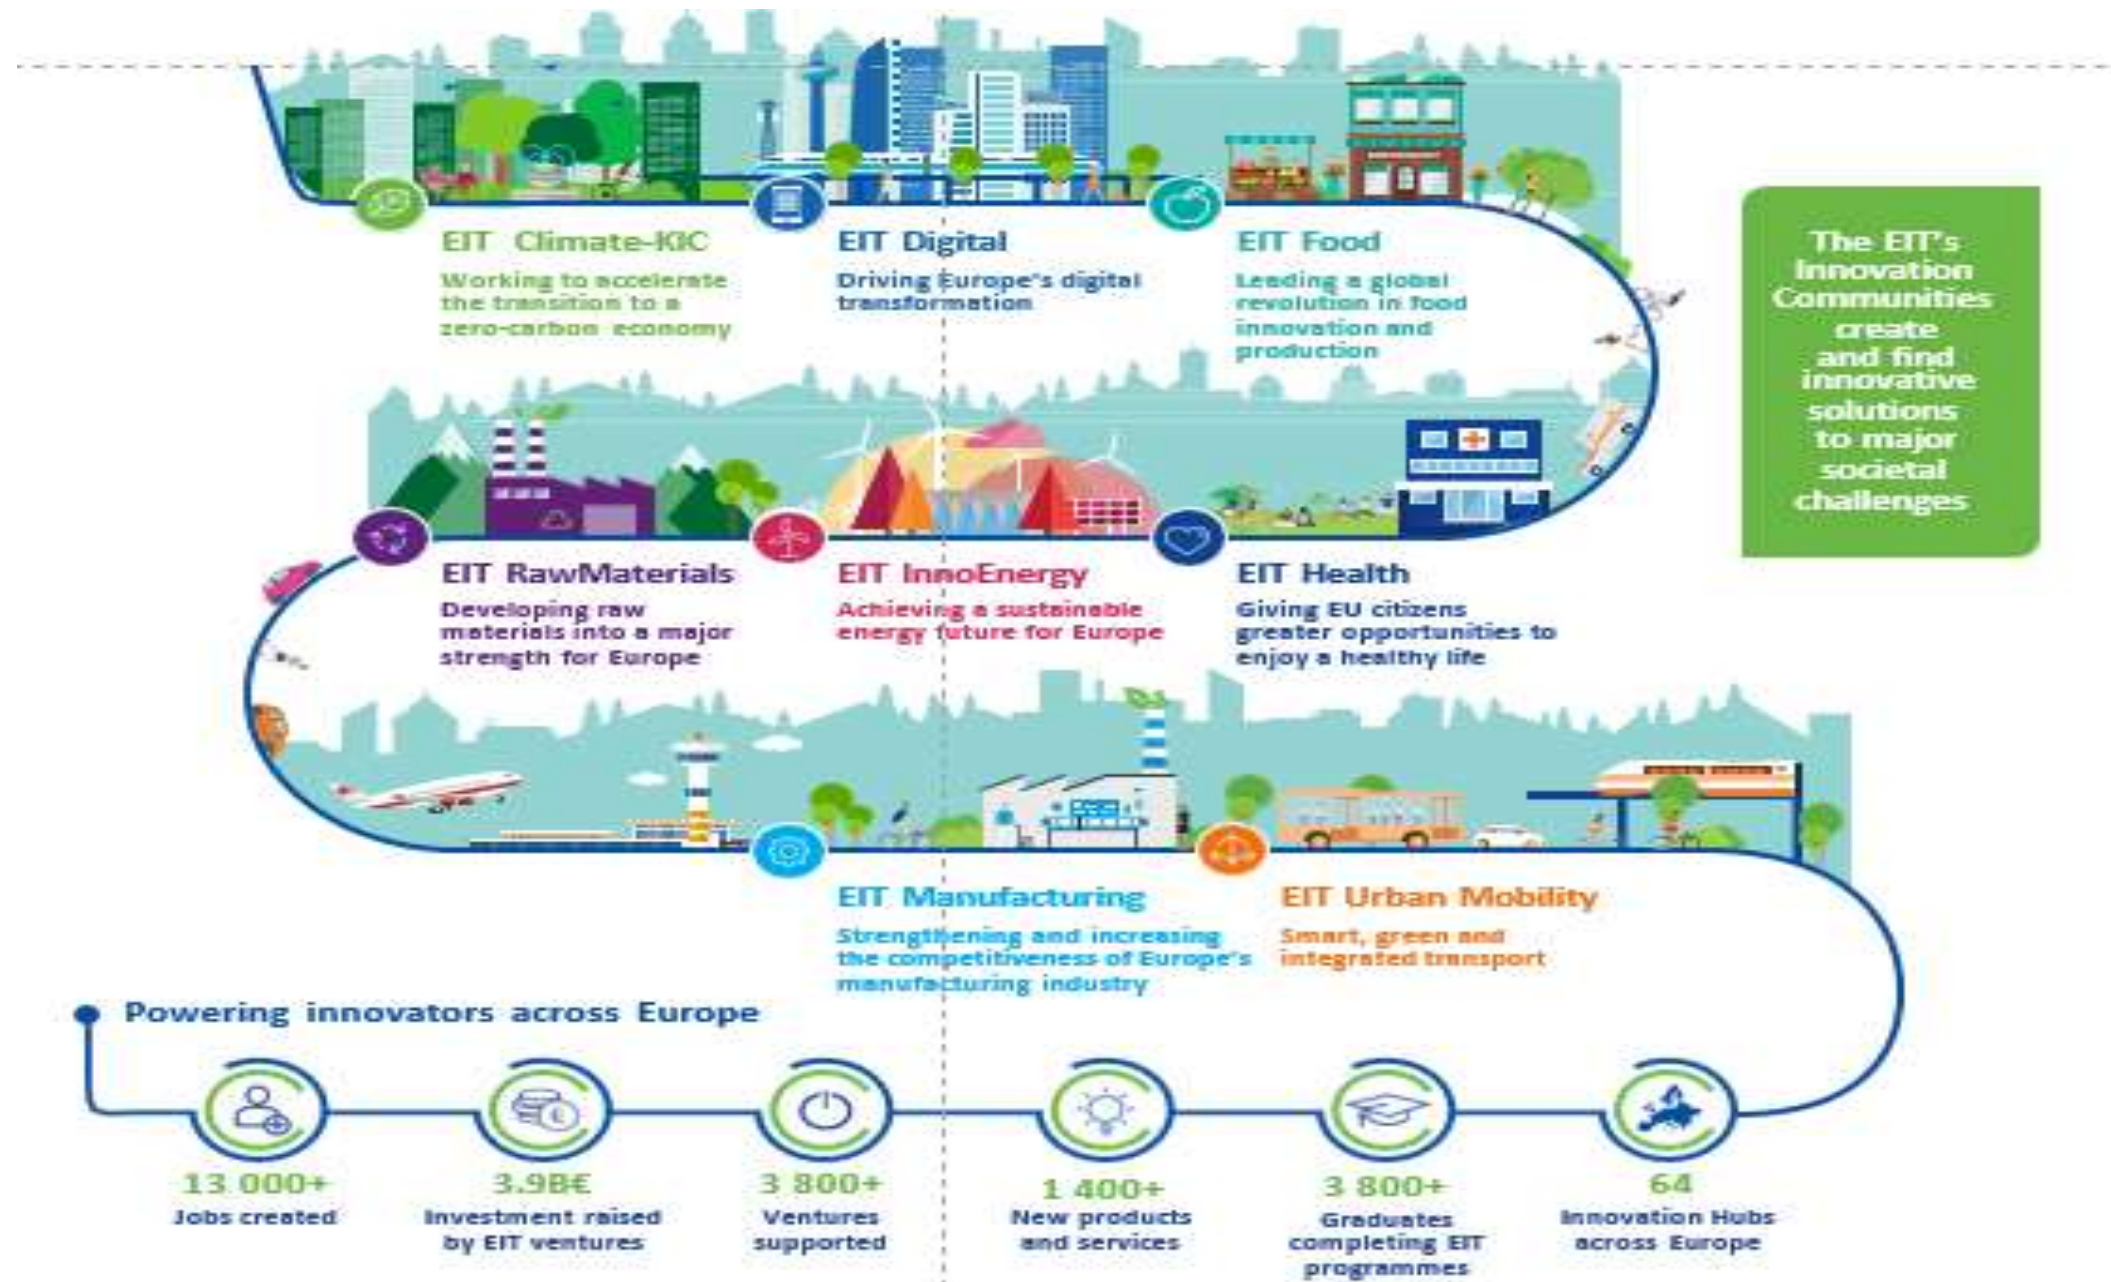 EIT Climate-KIC
Working to accelerate
the transition to a
zero-carbon economy
EIT Digital
Driving Europe's digital
transformation
EIT Food
Leading a global
revolution in food
innovation and
production
The EIT's
Innovation
Communities
create
and find
innovative
solutions
to major
societal
challenges
EIT RawMaterials
Developing raw
materials into a major
strength for Europe
EIT InnoEnergy
Achieving a sustainable
energy future for Europe
EIT Health
Giving EU citizens
greater opportunities to
enjoy a healthy life
EIT Manufacturing
Strengthening and increasing
the competitiveness of Europe's
manufacturing industry
EIT Urban Mobility
Smart, green and
integrated transport
Powering innovators across Europe
13 000+
Jobs created
3.9B€
Investment raised
by EIT ventures
3 800+
Ventures
supported
1 400+
New products
and services
3 800+
Graduates
completing EIT
programmes
64
Innovation Hubs
across Europe